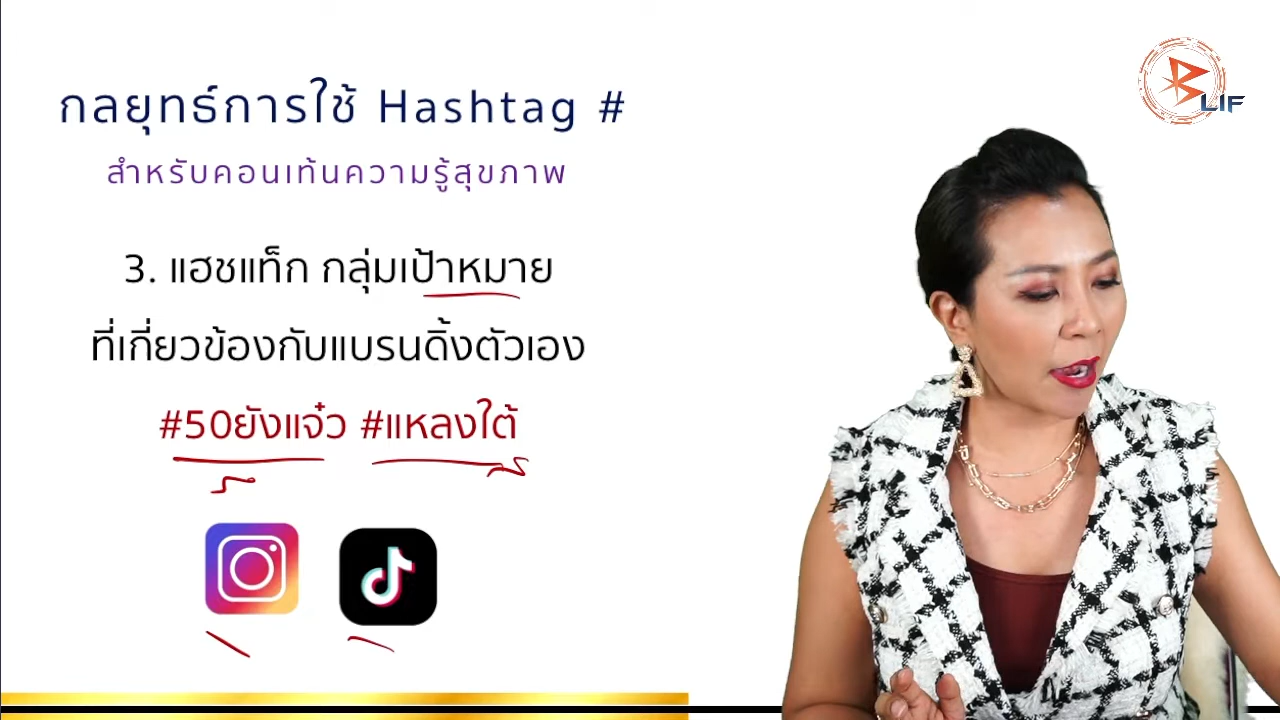 กลยุทธ์การใช้ Hashtag #
สำหรับคอนเท้นความรู้สุขภาพ
3. แฮชแท็ก กลุ่มเป้าหมาย
ที่เกี่ยวข้องกับแบรนดิ้งตัวเอง
#50ยังแจ๋ว #แหลงใต้
B LIF